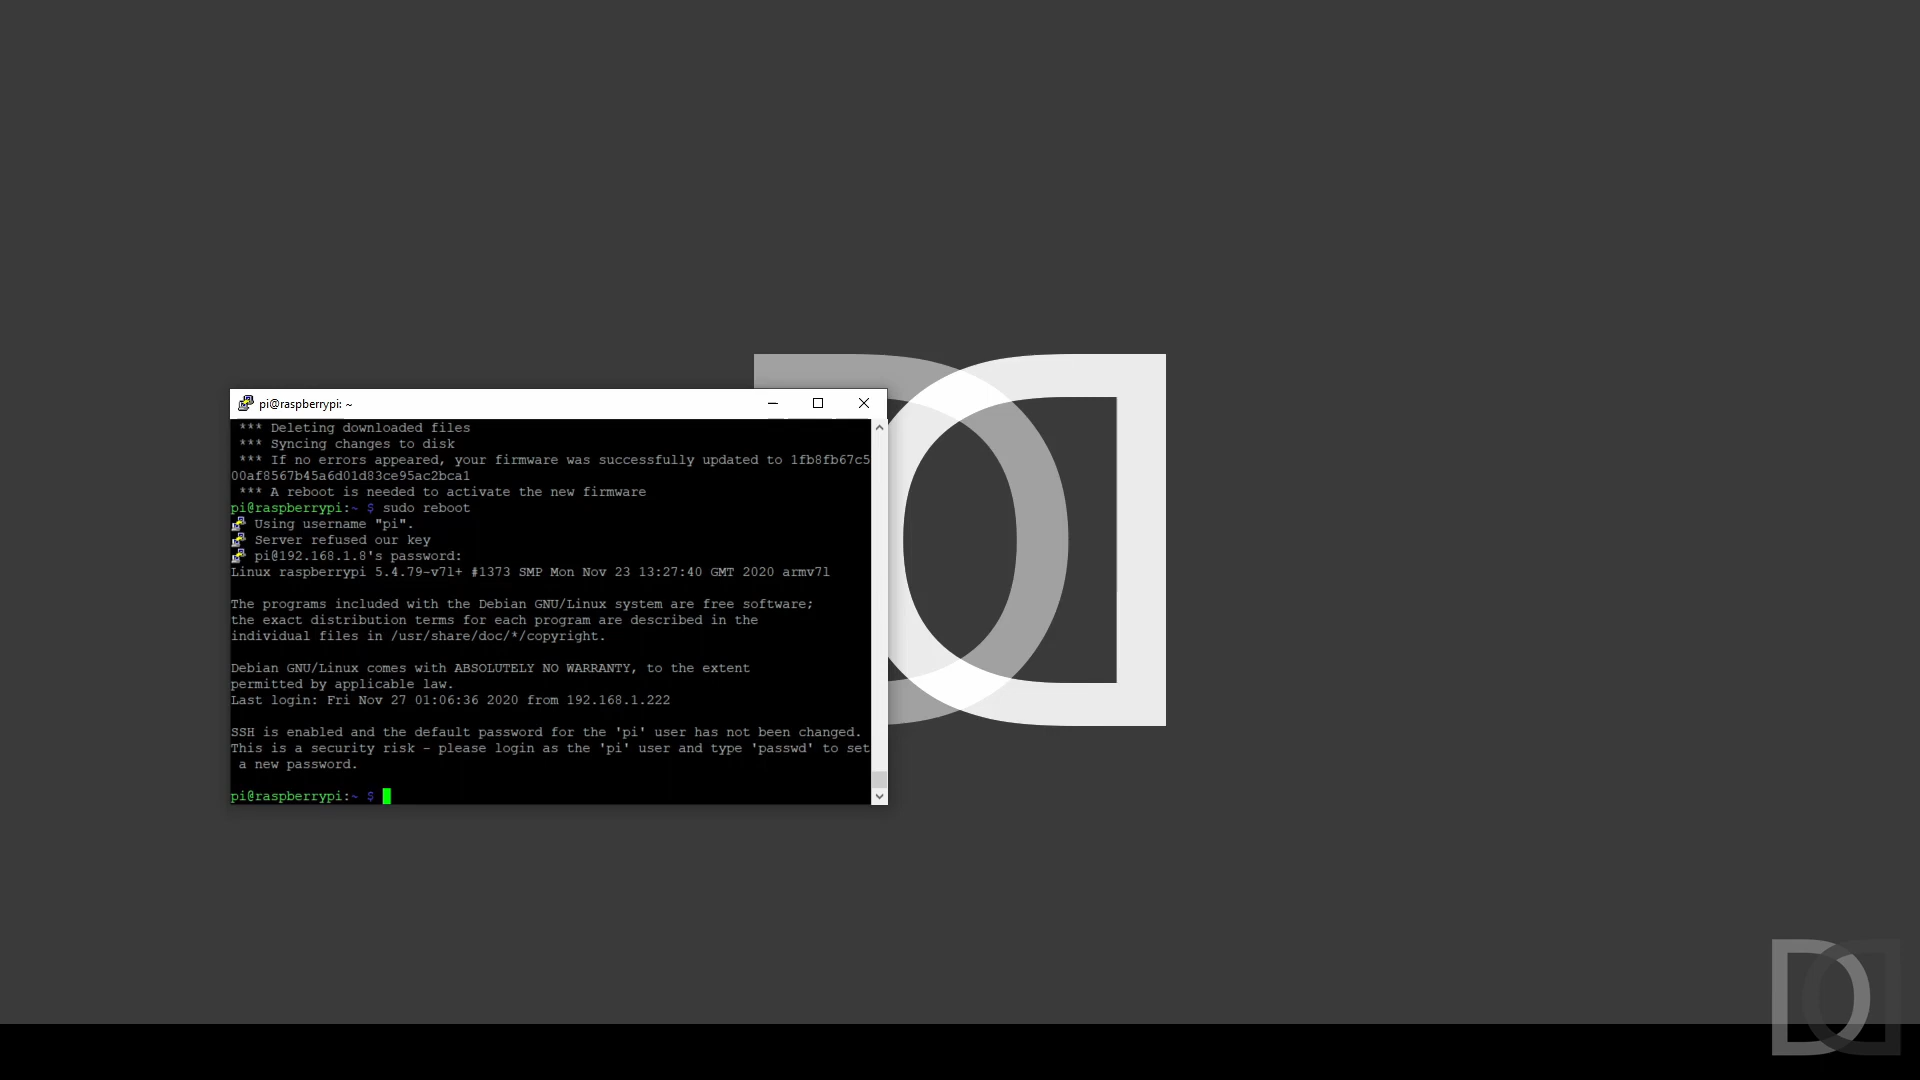 pi@raspberrypi: ~
*** Deleting downloaded files
*** Syncing changes to disk
*** If no errors appeared, your firmware was successfully updated to 1fb8fb67c5
00af8567b45a6d01d83ce95ac2bca1
*** A reboot is needed to activate the new firmware
pi@raspberrypi:~ $ sudo reboot
Using username "pi".
Server refused our key
pi@192.168.1.8's password:
Linux raspberrypi 5.4.79-v7l+ #1373 SMP Mon Nov 23 13:27:40 GMT 2020 armv7l
The programs included with the Debian GNU/Linux system are free software;
the exact distribution terms for each program are described in the
individual files in /usr/share/doc/*/copyright.
Debian GNU/Linux comes with ABSOLUTELY NO WARRANTY, to the extent
permitted by applicable law.
Last login: Fri Nov 27 01:06:36 2020 from 192.168.1.222
SSH is enabled and the default password for the 'pi' user has not been changed.
This is a security risk - please login as the 'pi' user and type 'passwd' to set
a new password.
pi@raspberrypi:~ $